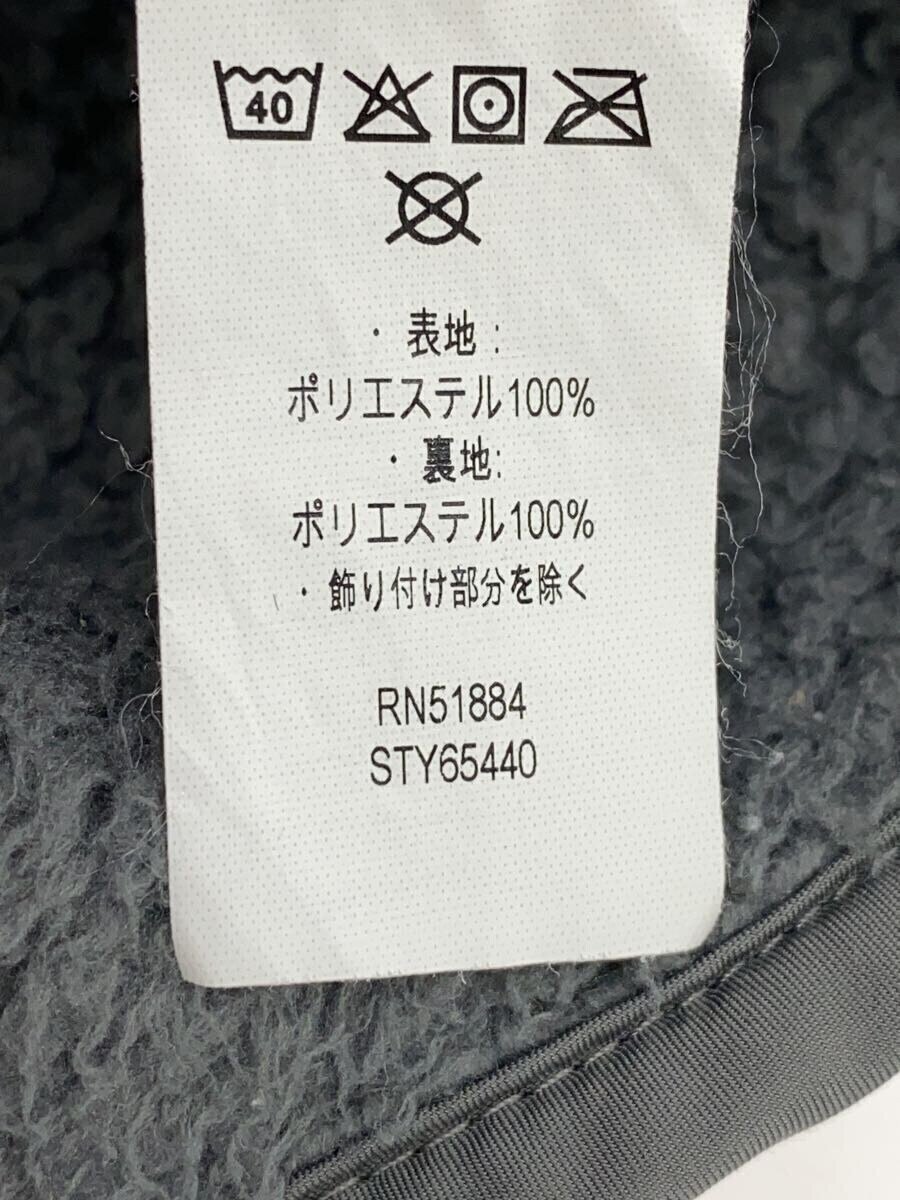 40
・表地：
ポリエステル100%
・裏地:
ポリエステル100%
・飾り付け部分を除く
RN51884
STY65440